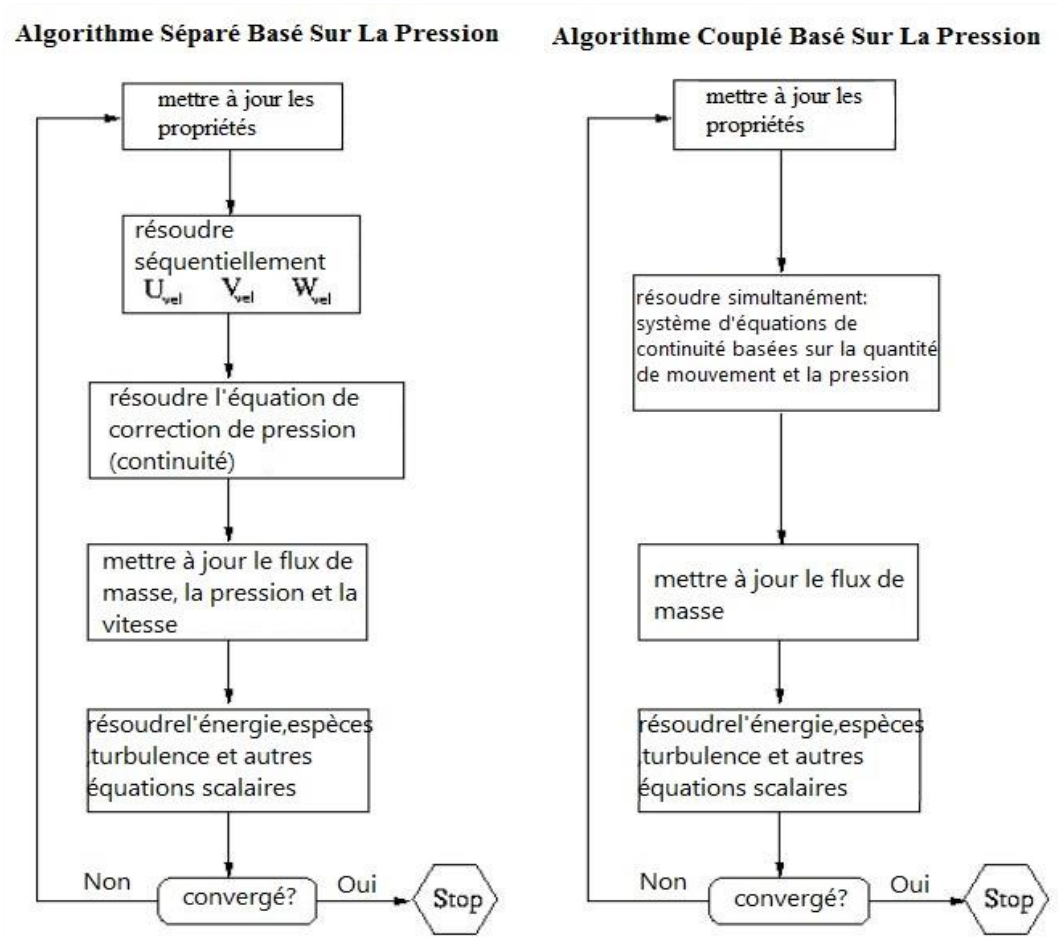 Algorithme Séparé Basé Sur La Pression
mettre à jour les
propriétés
résoudre
séquentiellement
U vel V vel W vel
résoudre l'équation de
correction de pression
(continuité)
mettre à jour le flux de
masse, la pression et la
vitesse
résoudrel'énergie,espèces
,turbulence et autres
équations scalaires
Non
convergé?
Oui
Stop
Algorithme Couplé Basé Sur La Pression
mettre à jour les
propriétés
résoudre simultanément:
système d'équations de
continuité basées sur la quantité
de mouvement et la pression
mettre à jour le flux de
masse
résoudrel'énergie,espèces
,turbulence et autres
équations scalaires
Non
convergé?
Oui
Stop